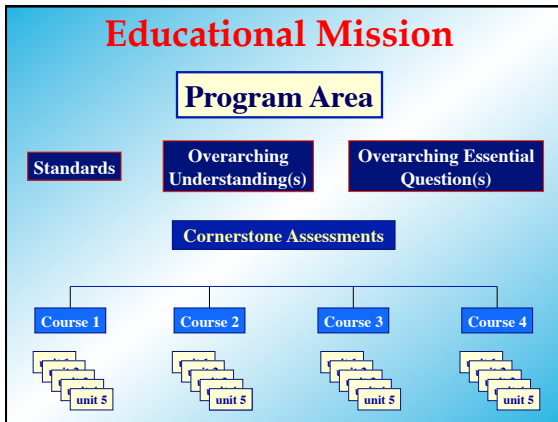 Educational Mission
Program Area
Standards
Overarching
Understanding(s)
Overarching Essential
Question(s)
Cornerstone Assessments
Course 1
Course 2
Course 3
Course 4
unit 5
unit 5
unit 5
unit 5